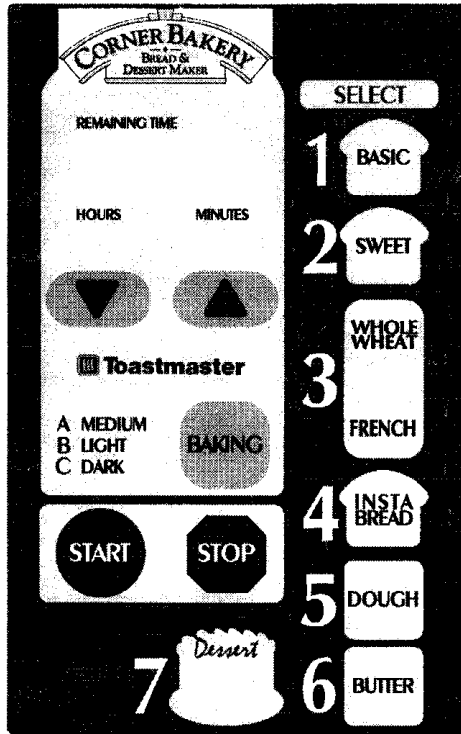 CORNER BAKERY
BREAD &
DESSERT MAKER
REMAINING TIME
HOURS MINUTES
Toastmaster
A MEDIUM
B LIGHT
C DARK
BAKING
START STOP
SELECT
1 BASIC
2 SWEET
3 WHOLE
WHEAT
FRENCH
4 INSTA
BREAD
5 DOUGH
6 BUTTER
7 Dessert